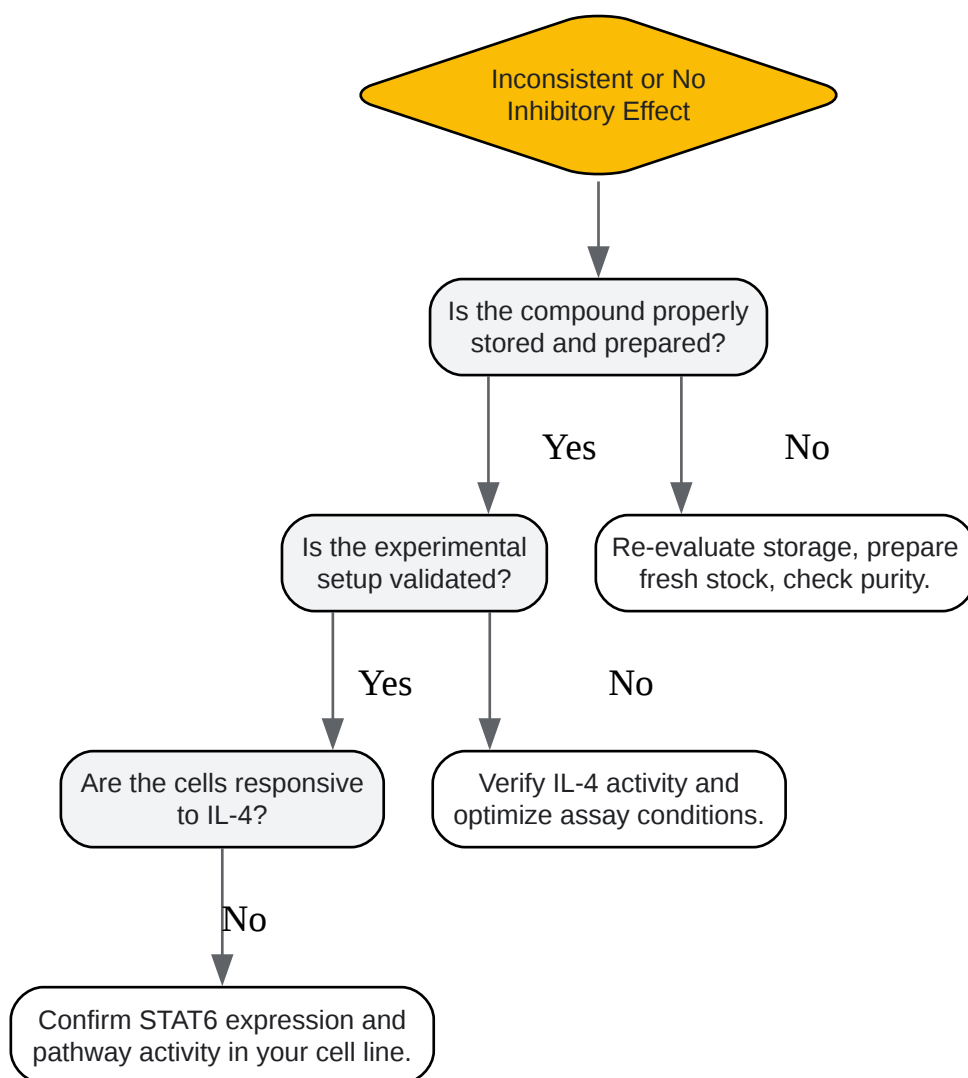 Inconsistent or No
Inhibitory Effect
Is the compound properly
stored and prepared?
Yes
No
Is the experimental
setup validated?
Re-evaluate storage, prepare
fresh stock, check purity.
Yes
No
Are the cells responsive
to IL-4?
Verify IL-4 activity and
optimize assay conditions.
No
Confirm STAT6 expression and
pathway activity in your cell line.